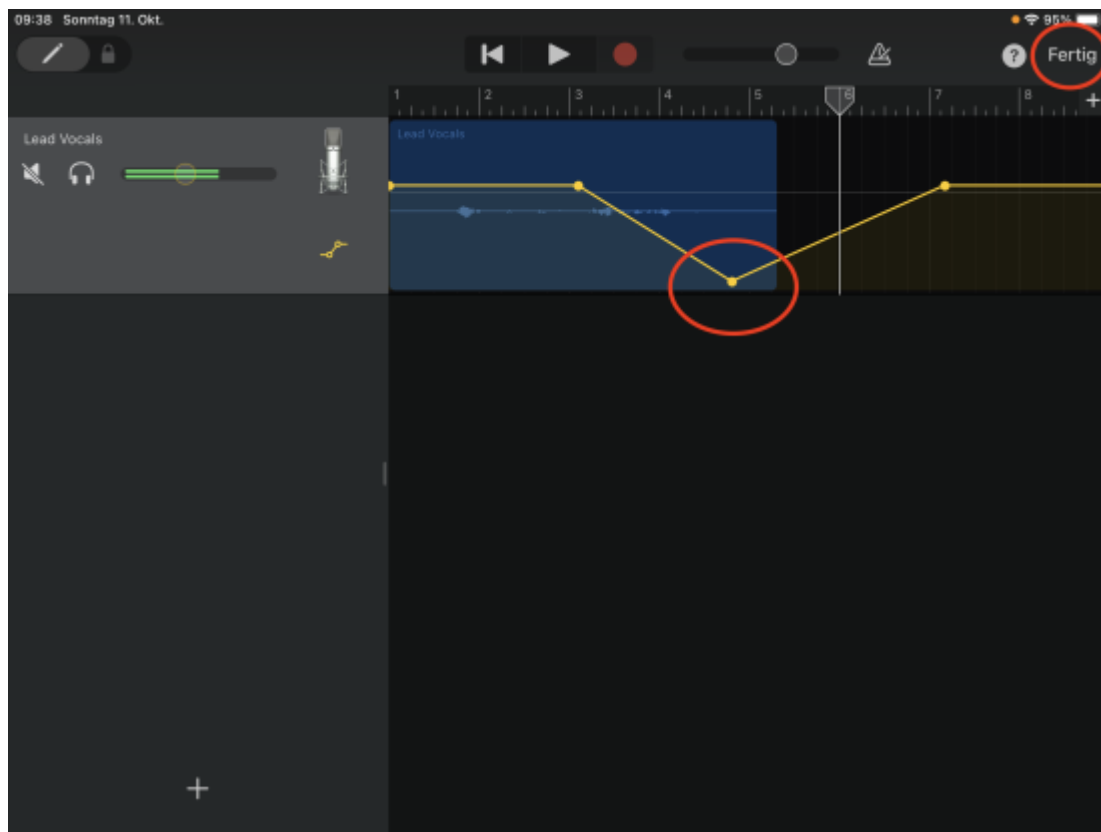 09:38 Sonntag 11. Okt.
95%
? Fertig
1 2 3 4 5 6 7 8
Lead Vocals
Lead Vocals